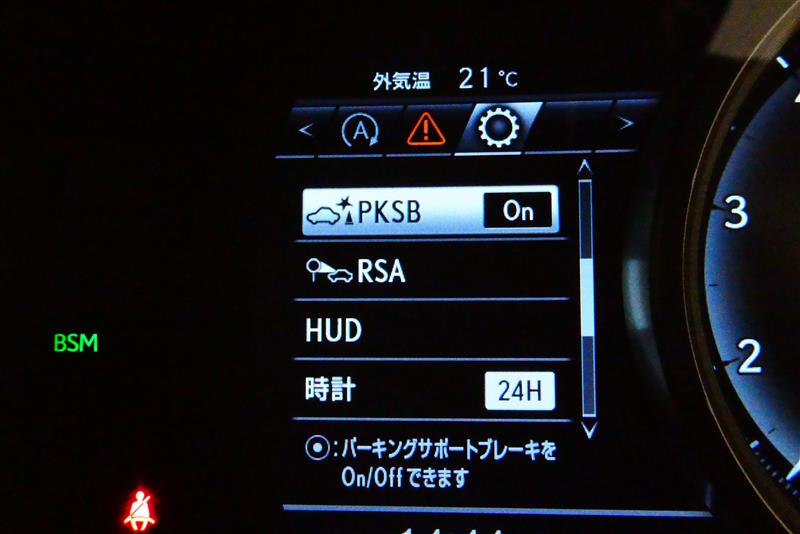 外気温 21℃
< A >
PKSB On
RSA
3
HUD
BSM
2
時計 24H
⦿:パーキングサポートブレーキを
On/Offできます